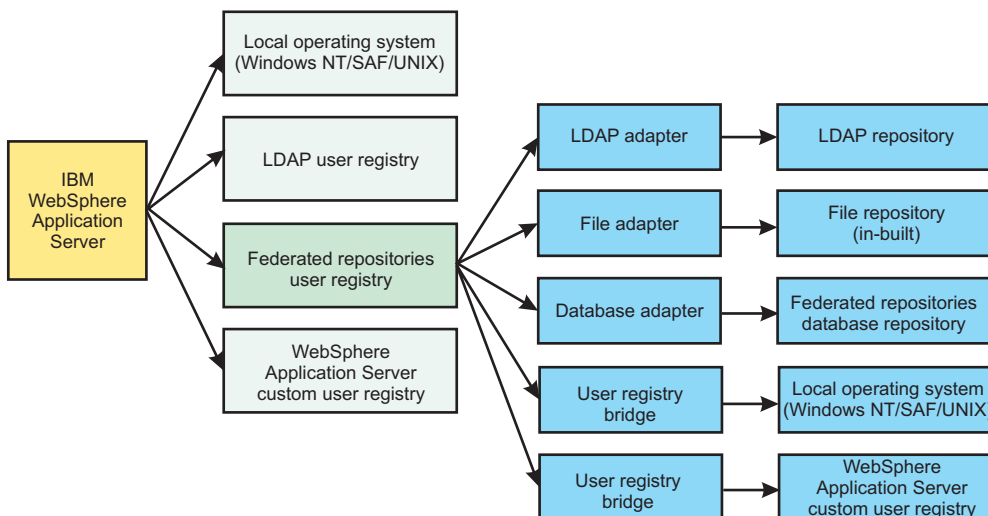 Local operating system
(Windows NT/SAF/UNIX)
LDAP user registry
IBM
WebSphere
Application
Server
Federated repositories
user registry
WebSphere
Application Server
custom user registry
LDAP adapter
LDAP repository
File adapter
File repository
(in-built)
Database adapter
Federated repositories
database repository
User registry
bridge
Local operating system
(Windows NT/SAF/UNIX)
User registry
bridge
WebSphere
Application Server
custom user registry